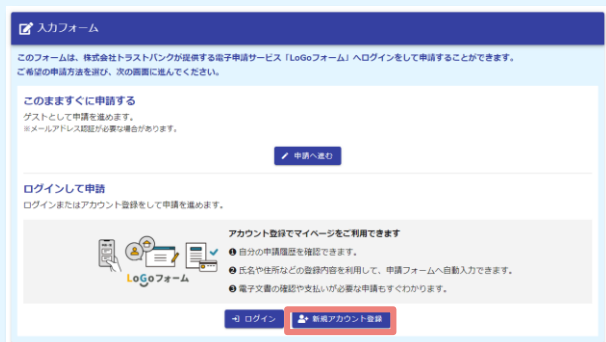 入力フォーム
このフォームは、株式会社トラストバンクが提供する電子申請サービス「LoGoフォーム」へログインをして申請することができます。
ご希望の申請方法を選び、次の画面に進んでください。
このまますぐに申請する
ゲストとして申請を進めます。
※メールアドレス認証が必要な場合があります。
申請へ進む
ログインして申請
ログインまたはアカウント登録をして申請を進めます。
アカウント登録でマイページをご利用できます
❶ 自分の申請履歴を確認できます。
❷ 氏名や住所などの登録内容を利用して、申請フォームへ自動入力できます。
❸ 電子文書の確認や支払いが必要な申請もすぐわかります。
LoGoフォーム
ログイン
新規アカウント登録